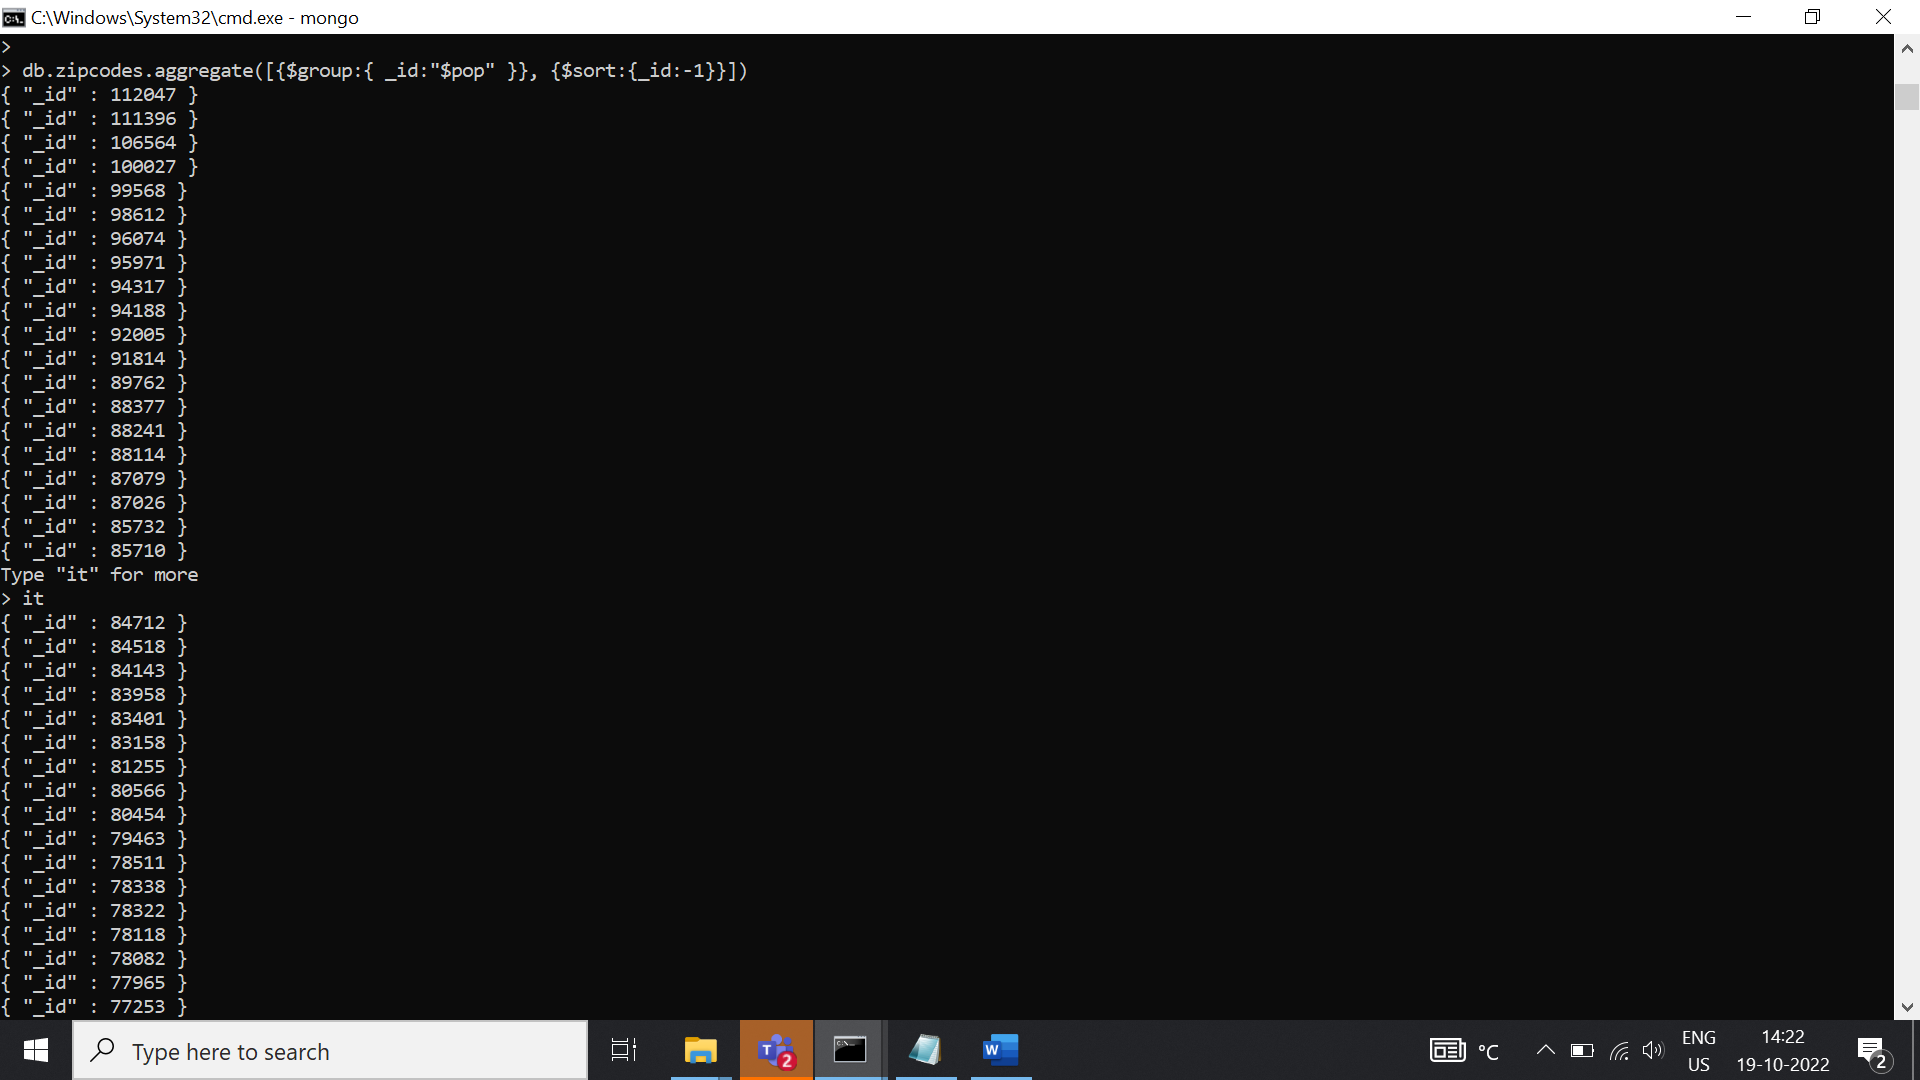 C:\Windows\System32\cmd.exe - mongo
>
> db.zipcodes.aggregate([{$group:{ _id:"$pop" }}, {$sort:{_id:-1}}])
{ "_id" : 112047 }
{ "_id" : 111396 }
{ "_id" : 106564 }
{ "_id" : 100027 }
{ "_id" : 99568 }
{ "_id" : 98612 }
{ "_id" : 96074 }
{ "_id" : 95971 }
{ "_id" : 94317 }
{ "_id" : 94188 }
{ "_id" : 92005 }
{ "_id" : 91814 }
{ "_id" : 89762 }
{ "_id" : 88377 }
{ "_id" : 88241 }
{ "_id" : 88114 }
{ "_id" : 87079 }
{ "_id" : 87026 }
{ "_id" : 85732 }
{ "_id" : 85710 }
Type "it" for more
> it
{ "_id" : 84712 }
{ "_id" : 84518 }
{ "_id" : 84143 }
{ "_id" : 83958 }
{ "_id" : 83401 }
{ "_id" : 83158 }
{ "_id" : 81255 }
{ "_id" : 80566 }
{ "_id" : 80454 }
{ "_id" : 79463 }
{ "_id" : 78511 }
{ "_id" : 78338 }
{ "_id" : 78322 }
{ "_id" : 78118 }
{ "_id" : 78082 }
{ "_id" : 77965 }
{ "_id" : 77253 }
Type here to search
T 2
C:\_
W
°C
ENG
US
14:22
19-10-2022
2